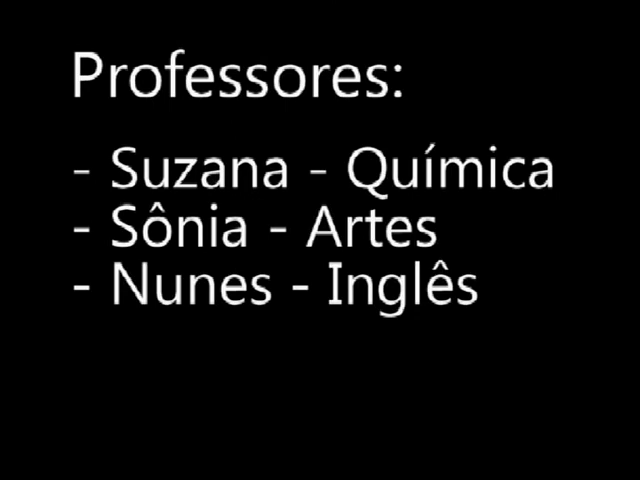 Professores:
- Suzana - Química
- Sônia - Artes
- Nunes - Inglês